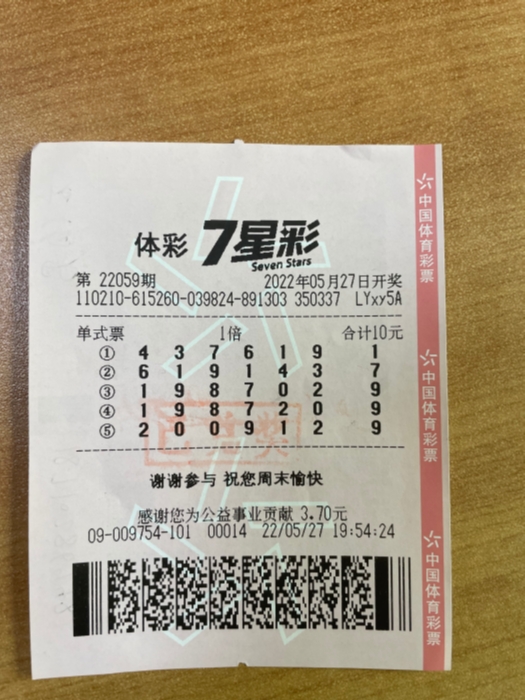 体彩 7星彩
Seven Stars
第 22059期 2022年05月27日开奖
110210-615260-039824-891303 350337 LYxy5A
单式票 1倍 合计10元
① 4 3 7 6 1 9 1
② 6 1 9 1 4 3 7
③ 1 9 8 7 0 2 9
④ 1 9 8 7 2 0 9
⑤ 2 0 0 9 1 2 9
谢谢参与 祝您周末愉快
感谢您为公益事业贡献 3.70元
09-009754-101 00014 22/05/27 19:54:24
中国体育彩票
中国体育彩票
中国体育彩票